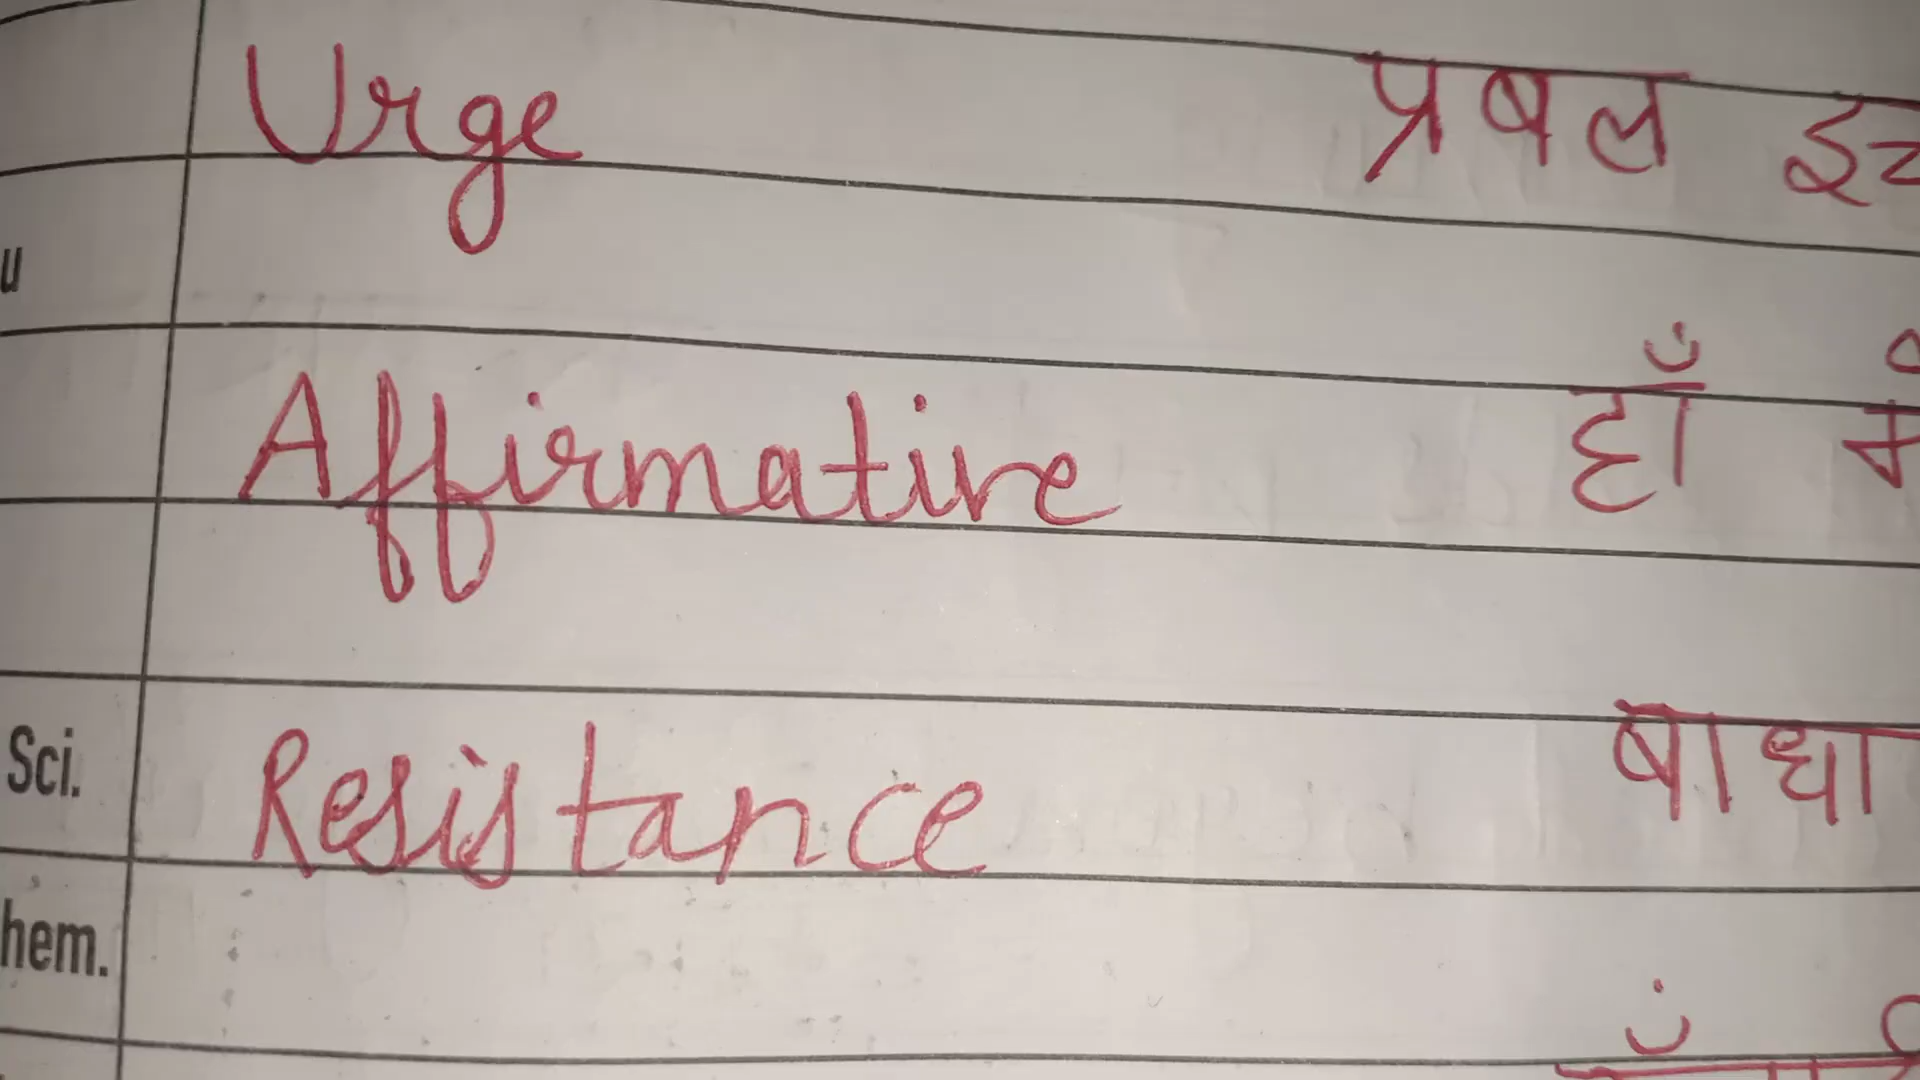 Urge प्रबल
u
Affirmative हाँ
Sci. Resistance बाधा
hem.